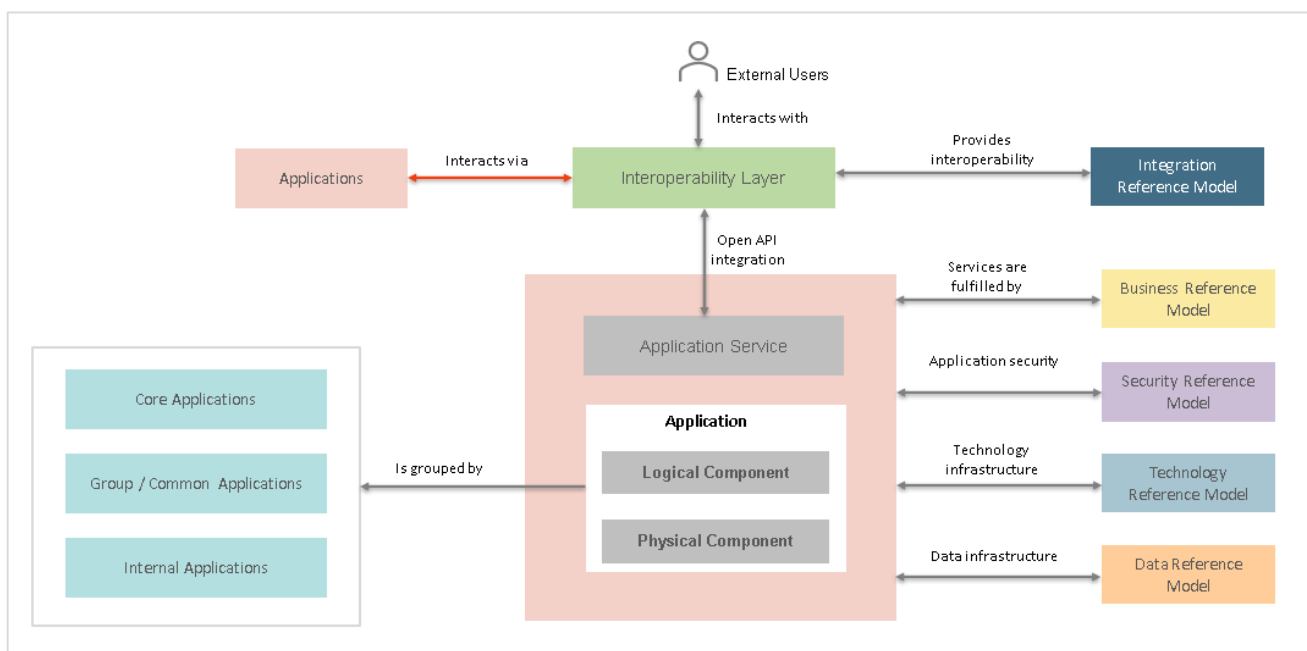 External Users
Interacts with
Applications
Interacts via
Interoperability Layer
Provides
interoperability
Integration
Reference Model
Open API
integration
Services are
fulfilled by
Business Reference
Model
Application Service
Application security
Security Reference
Model
Core Applications
Group / Common Applications
Internal Applications
Is grouped by
Application
Logical Component
Physical Component
Technology
infrastructure
Technology
Reference Model
Data infrastructure
Data Reference
Model